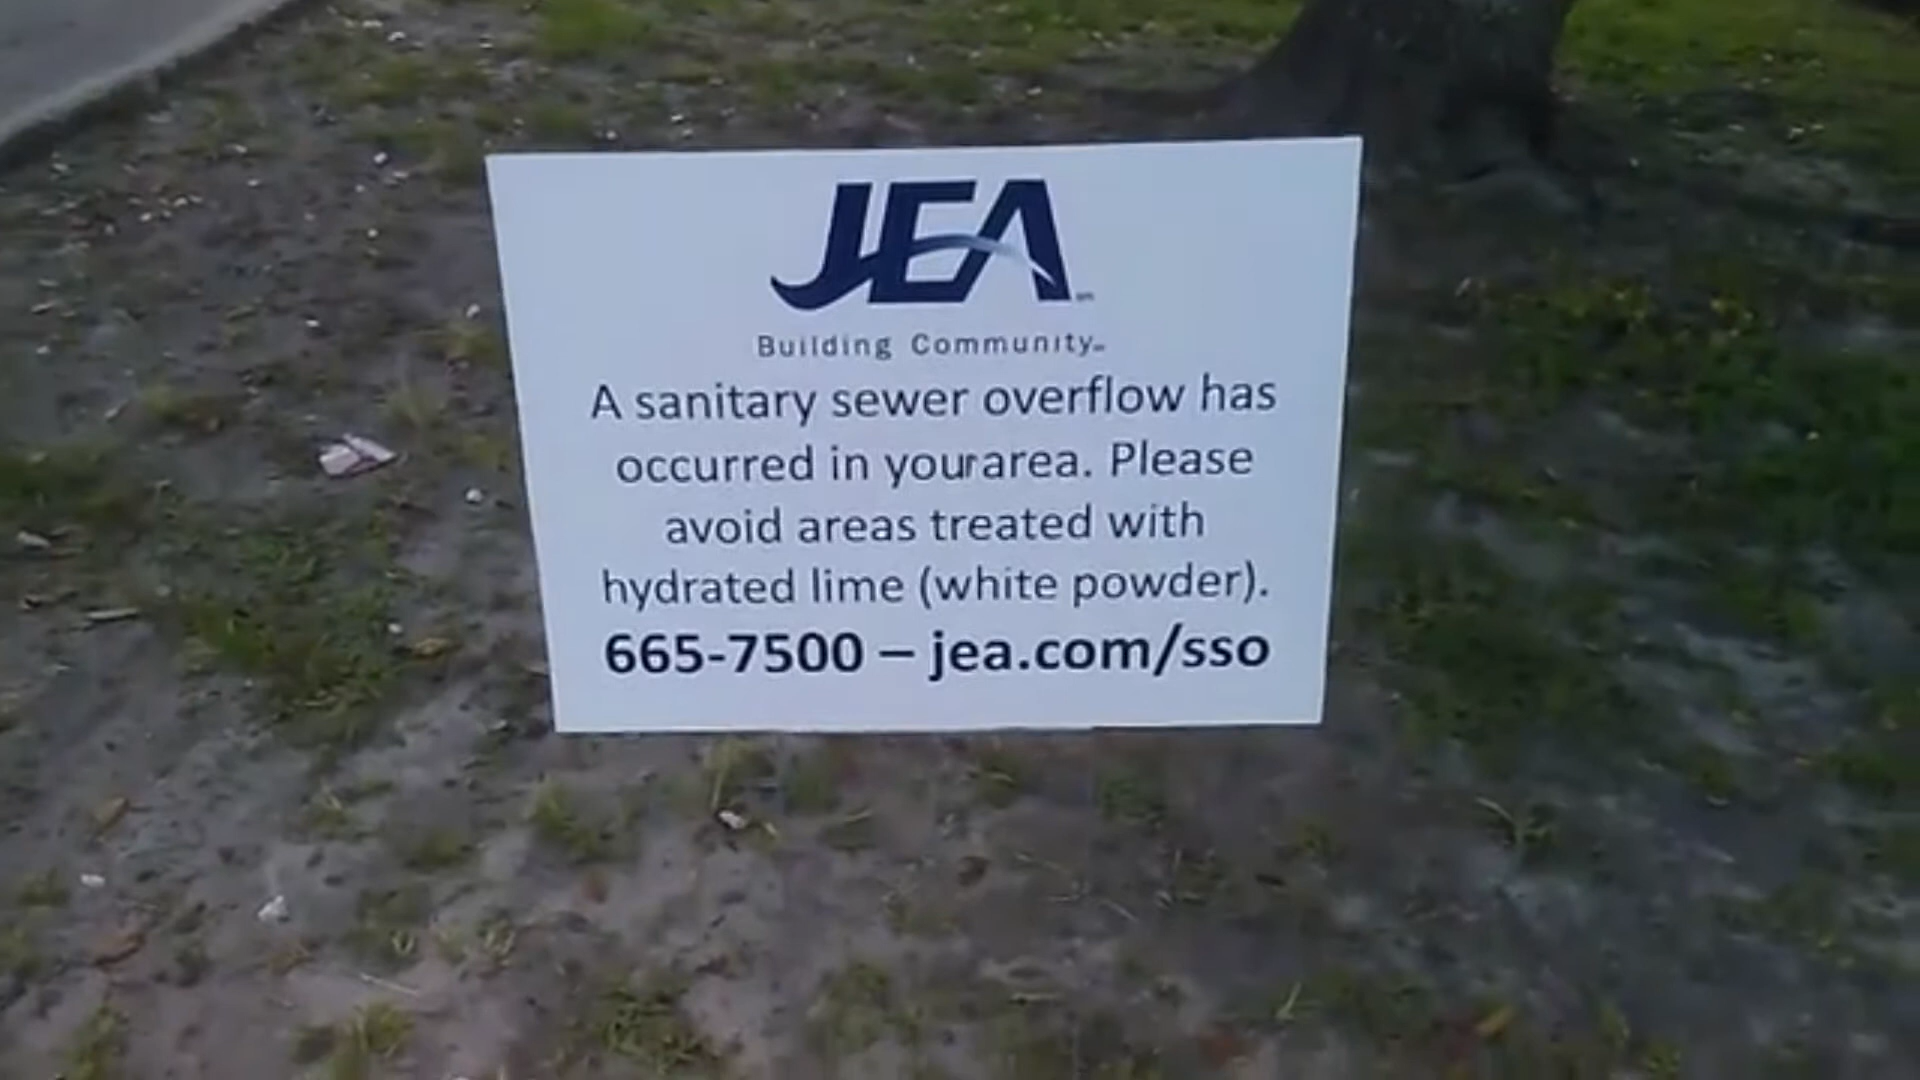 JEA
Building Community
A sanitary sewer overflow has
occurred in your area. Please
avoid areas treated with
hydrated lime (white powder).
665-7500 – jea.com/sso